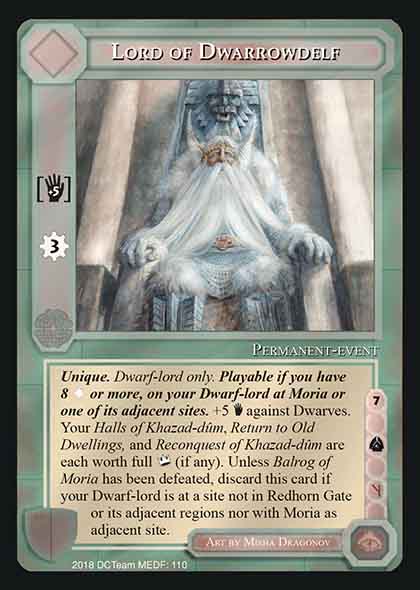 LORD OF DWARROWDELF
[+5]
3
PERMANENT-EVENT
Unique. Dwarf-lord only. Playable if you have
8 or more, on your Dwarf-lord at Moria or
one of its adjacent sites. +5 against Dwarves.
Your Halls of Khazad-dûm, Return to Old
Dwellings, and Reconquest of Khazad-dûm are
each worth full (if any). Unless Balrog of
Moria has been defeated, discard this card if
your Dwarf-lord is at a site not in Redhorn Gate
or its adjacent regions nor with Moria as
adjacent site.
7
ART BY MISHA DRAGONOV
2018 DCTeam MEDF: 110